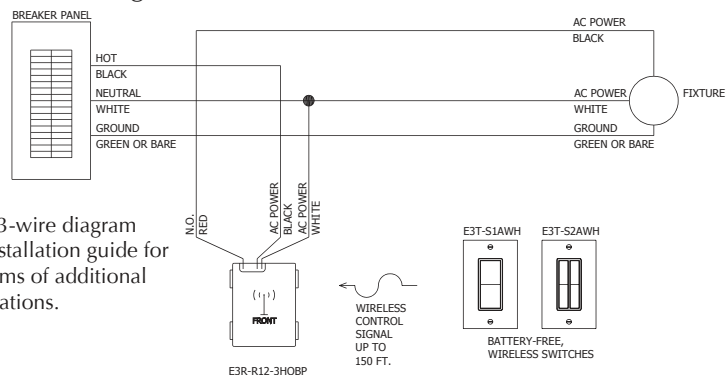 BREAKER PANEL
AC POWER
BLACK
HOT
BLACK
NEUTRAL
WHITE
AC POWER
WHITE
FIXTURE
GROUND
GREEN OR BARE
GROUND
GREEN OR BARE
N.O.
RED
AC POWER
BLACK
AC POWER
WHITE
3-wire diagram
stallation guide for
ms of additional
ations.
FRONT
E3R-R12-3HOBP
WIRELESS
CONTROL
SIGNAL
UP TO
150 FT.
E3T-S1AWH
E3T-S2AWH
BATTERY-FREE,
WIRELESS SWITCHES